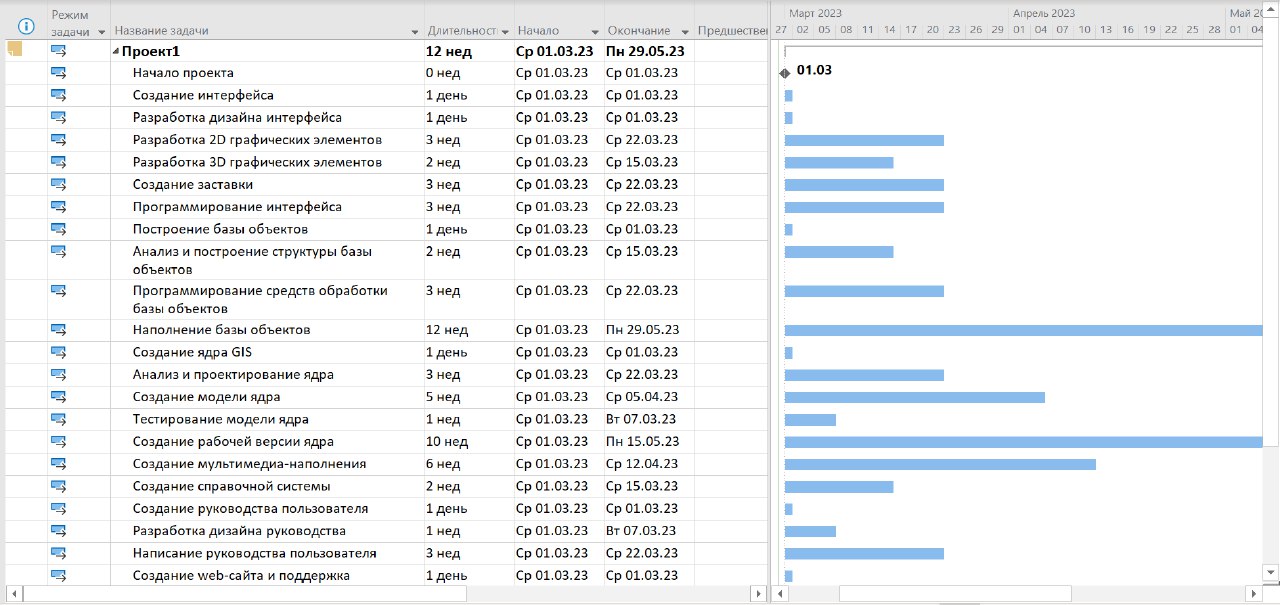 Режим задачи Название задачи Длительность Начало Окончание Предшествен
Проект1 12 нед Ср 01.03.23 Пн 29.05.23
Начало проекта 0 нед Ср 01.03.23 Ср 01.03.23
Создание интерфейса 1 день Ср 01.03.23 Ср 01.03.23
Разработка дизайна интерфейса 1 день Ср 01.03.23 Ср 01.03.23
Разработка 2D графических элементов 3 нед Ср 01.03.23 Ср 22.03.23
Разработка 3D графических элементов 2 нед Ср 01.03.23 Ср 15.03.23
Создание заставки 3 нед Ср 01.03.23 Ср 22.03.23
Программирование интерфейса 3 нед Ср 01.03.23 Ср 22.03.23
Построение базы объектов 1 день Ср 01.03.23 Ср 01.03.23
Анализ и построение структуры базы 2 нед Ср 01.03.23 Ср 15.03.23
объектов
Программирование средств обработки 3 нед Ср 01.03.23 Ср 22.03.23
базы объектов
Наполнение базы объектов 12 нед Ср 01.03.23 Пн 29.05.23
Создание ядра GIS 1 день Ср 01.03.23 Ср 01.03.23
Анализ и проектирование ядра 3 нед Ср 01.03.23 Ср 22.03.23
Создание модели ядра 5 нед Ср 01.03.23 Ср 05.04.23
Тестирование модели ядра 1 нед Ср 01.03.23 Вт 07.03.23
Создание рабочей версии ядра 10 нед Ср 01.03.23 Пн 15.05.23
Создание мультимедиа-наполнения 6 нед Ср 01.03.23 Ср 12.04.23
Создание справочной системы 2 нед Ср 01.03.23 Ср 15.03.23
Создание руководства пользователя 1 день Ср 01.03.23 Ср 01.03.23
Разработка дизайна руководства 1 нед Ср 01.03.23 Вт 07.03.23
Написание руководства пользователя 3 нед Ср 01.03.23 Ср 22.03.23
Создание web-сайта и поддержка 1 день Ср 01.03.23 Ср 01.03.23
Март 2023 Апрель 2023 Май 20
27 02 05 08 11 14 17 20 23 26 29 01 04 07 10 13 16 19 22 25 28 01 04
01.03